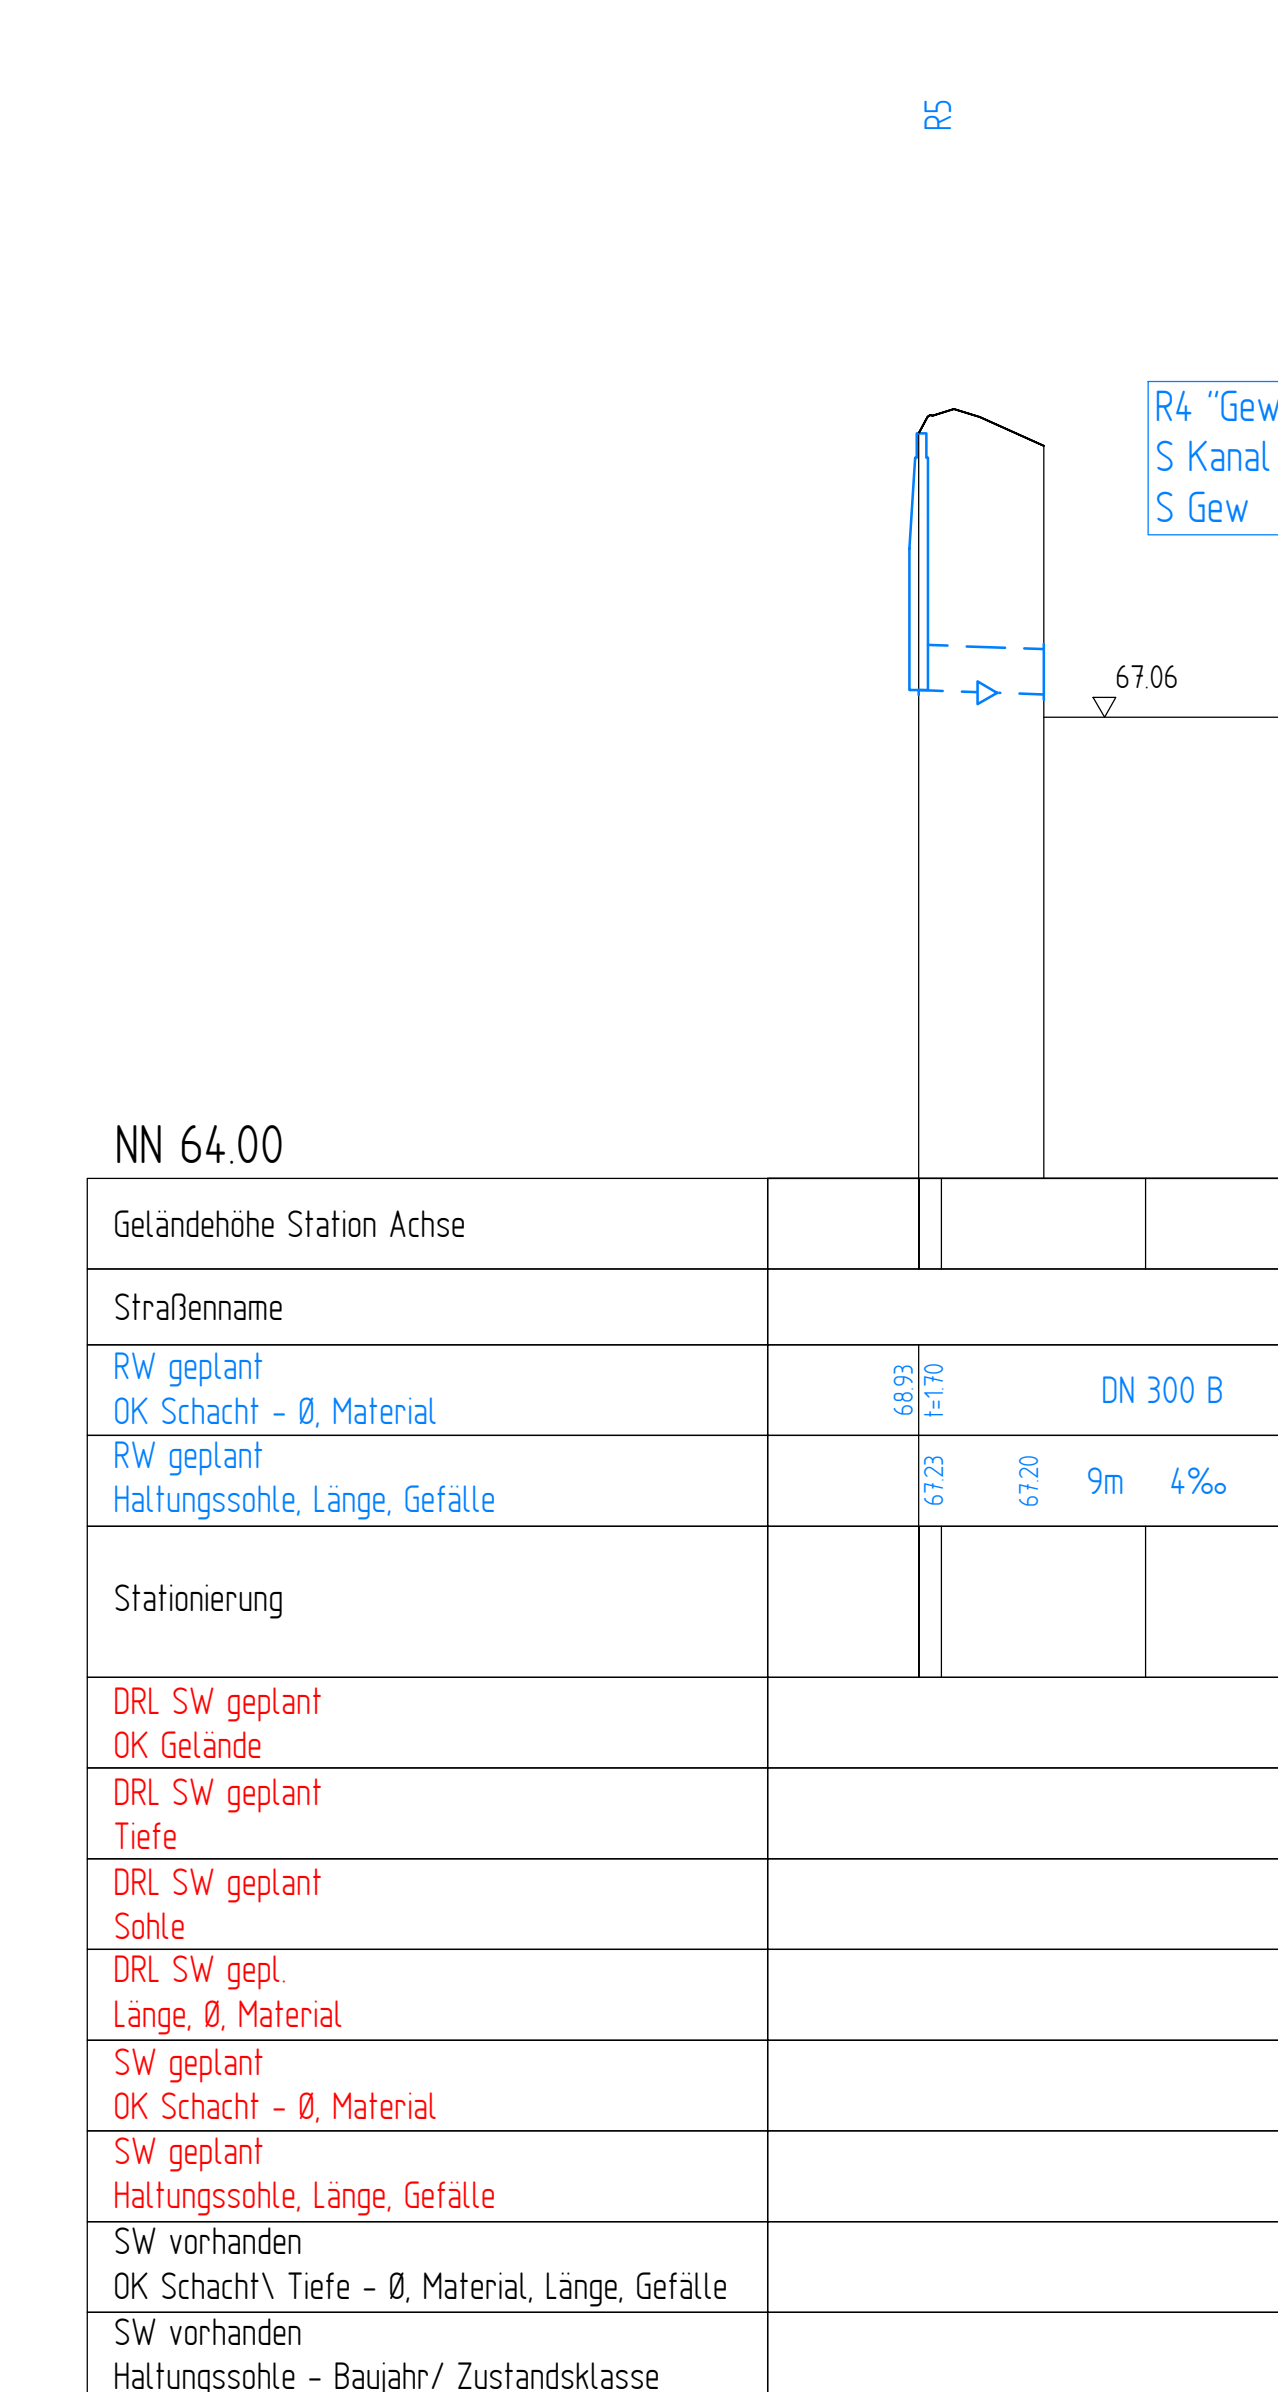 R5
R4 "Gew
S Kanal
S Gew
67.06
NN 64.00
Geländehöhe Station Achse
Straßenname
RW geplant
OK Schacht - Ø, Material
68.93
t=1.70
DN 300 B
RW geplant
Haltungssohle, Länge, Gefälle
67.23
67.20
9m 4‰
Stationierung
DRL SW geplant
OK Gelände
DRL SW geplant
Tiefe
DRL SW geplant
Sohle
DRL SW gepl.
Länge, Ø, Material
SW geplant
OK Schacht - Ø, Material
SW geplant
Haltungssohle, Länge, Gefälle
SW vorhanden
OK Schacht\ Tiefe - Ø, Material, Länge, Gefälle
SW vorhanden
Haltungssohle - Baujahr/ Zustandsklasse